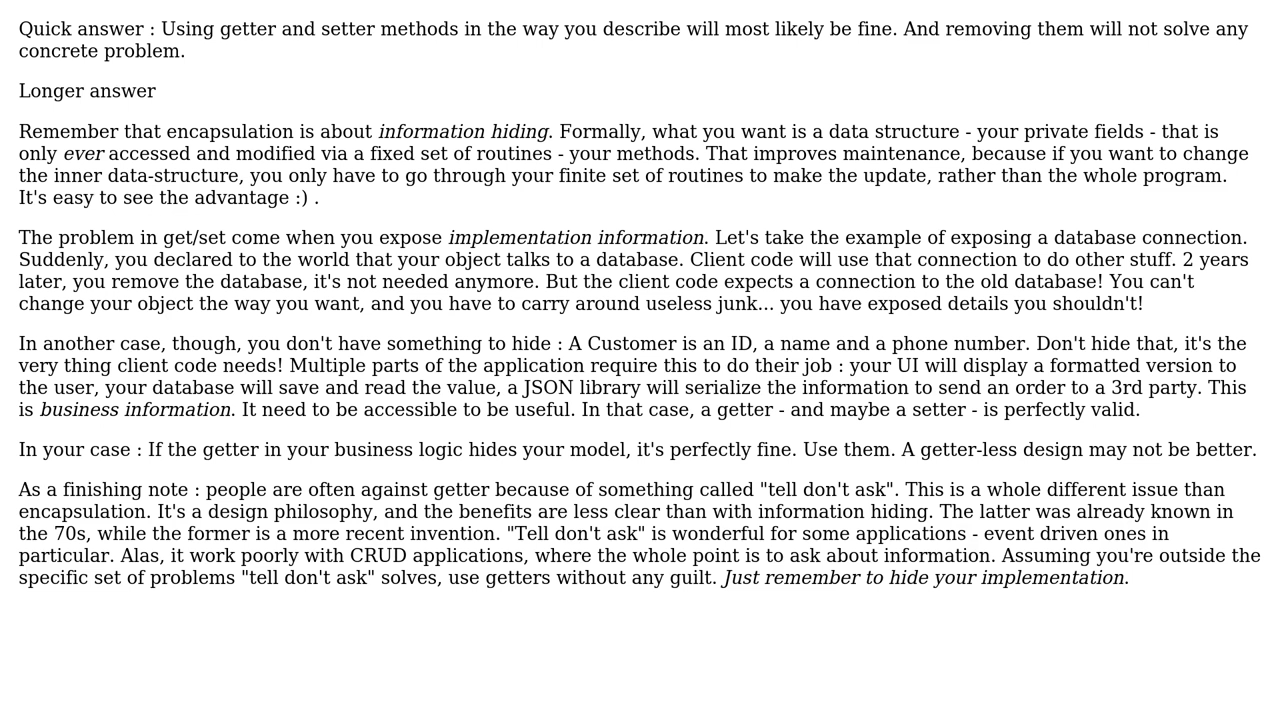 Quick answer : Using getter and setter methods in the way you describe will most likely be fine. And removing them will not solve any
concrete problem.
Longer answer
Remember that encapsulation is about information hiding. Formally, what you want is a data structure - your private fields - that is
only ever accessed and modified via a fixed set of routines - your methods. That improves maintenance, because if you want to change
the inner data-structure, you only have to go through your finite set of routines to make the update, rather than the whole program.
It's easy to see the advantage :) .
The problem in get/set come when you expose implementation information. Let's take the example of exposing a database connection.
Suddenly, you declared to the world that your object talks to a database. Client code will use that connection to do other stuff. 2 years
later, you remove the database, it's not needed anymore. But the client code expects a connection to the old database! You can't
change your object the way you want, and you have to carry around useless junk... you have exposed details you shouldn't!
In another case, though, you don't have something to hide : A Customer is an ID, a name and a phone number. Don't hide that, it's the
very thing client code needs! Multiple parts of the application require this to do their job : your UI will display a formatted version to
the user, your database will save and read the value, a JSON library will serialize the information to send an order to a 3rd party. This
is business information. It need to be accessible to be useful. In that case, a getter - and maybe a setter - is perfectly valid.
In your case : If the getter in your business logic hides your model, it's perfectly fine. Use them. A getter-less design may not be better.
As a finishing note : people are often against getter because of something called "tell don't ask". This is a whole different issue than
encapsulation. It's a design philosophy, and the benefits are less clear than with information hiding. The latter was already known in
the 70s, while the former is a more recent invention. "Tell don't ask" is wonderful for some applications - event driven ones in
particular. Alas, it work poorly with CRUD applications, where the whole point is to ask about information. Assuming you're outside the
specific set of problems "tell don't ask" solves, use getters without any guilt. Just remember to hide your implementation.